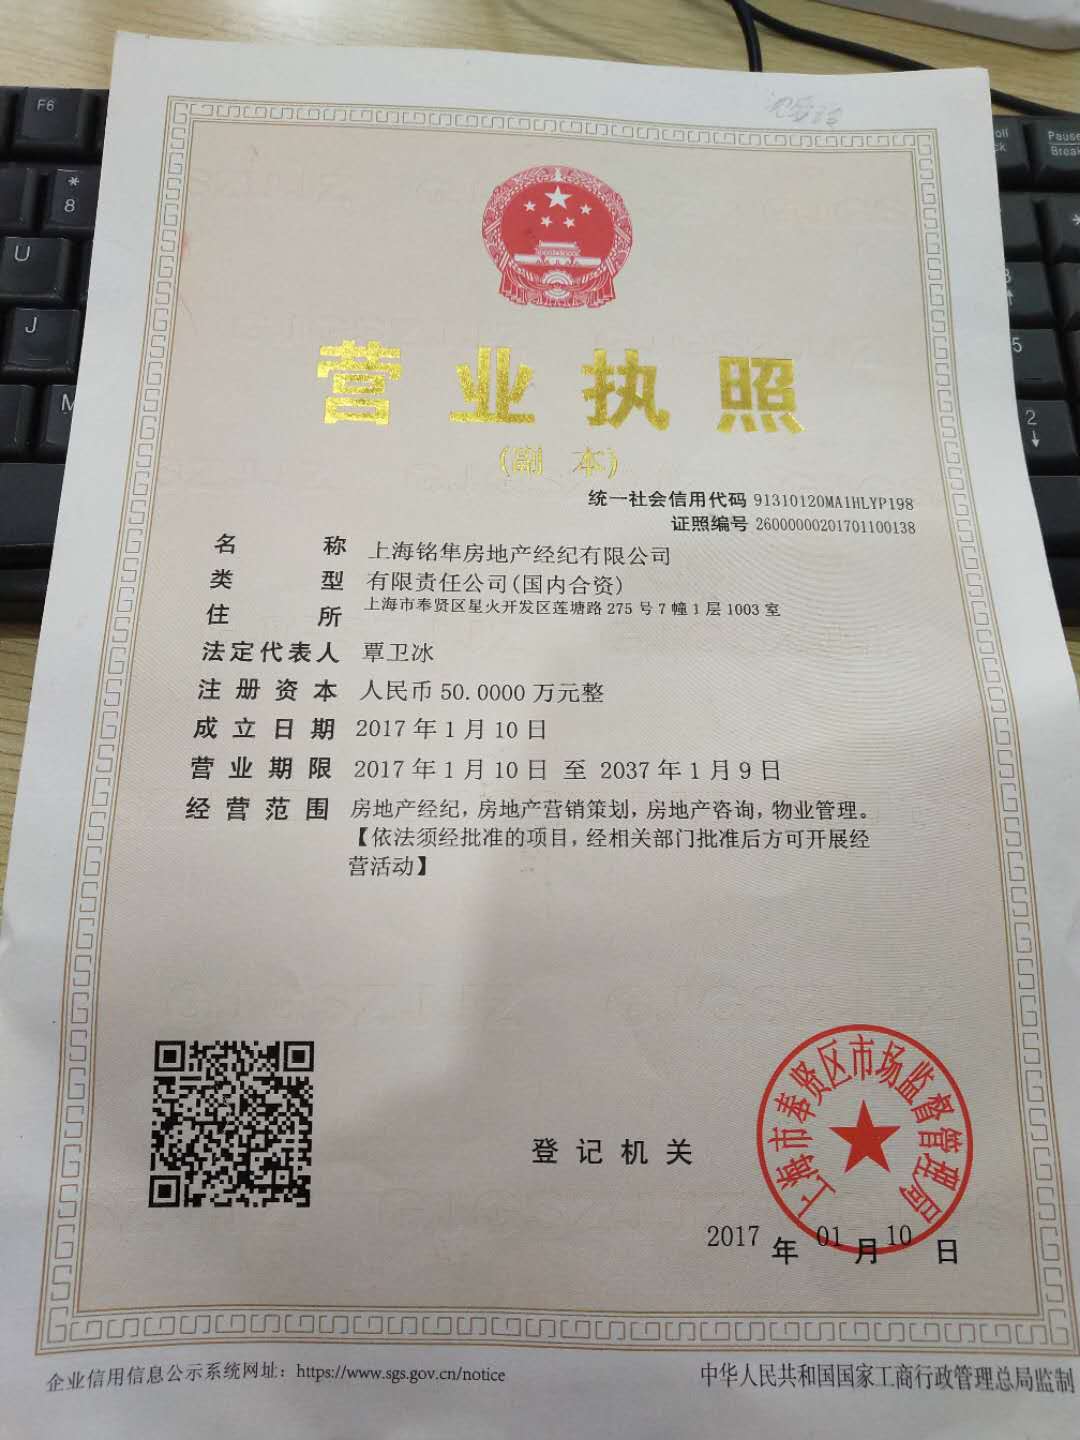 F6
*
8
U
J
M
Pause
Break
5
2
营业执照
(副 本)
统一社会信用代码 91310120MA1HLYP198
证照编号 26000000201701100138
名称 上海铭隼房地产经纪有限公司
类型 有限责任公司(国内合资)
住所 上海市奉贤区星火开发区莲塘路275号7幢1层1003室
法定代表人 覃卫冰
注册资本 人民币50.0000万元整
成立日期 2017年1月10日
营业期限 2017年1月10日 至 2037年1月9日
经营范围 房地产经纪,房地产营销策划,房地产咨询,物业管理。
【依法须经批准的项目,经相关部门批准后方可开展经
营活动】
上海市奉贤区市场监督管理局
登记机关
2017年01月10日
企业信用信息公示系统网址:https://www.sgs.gov.cn/notice
中华人民共和国国家工商行政管理总局监制